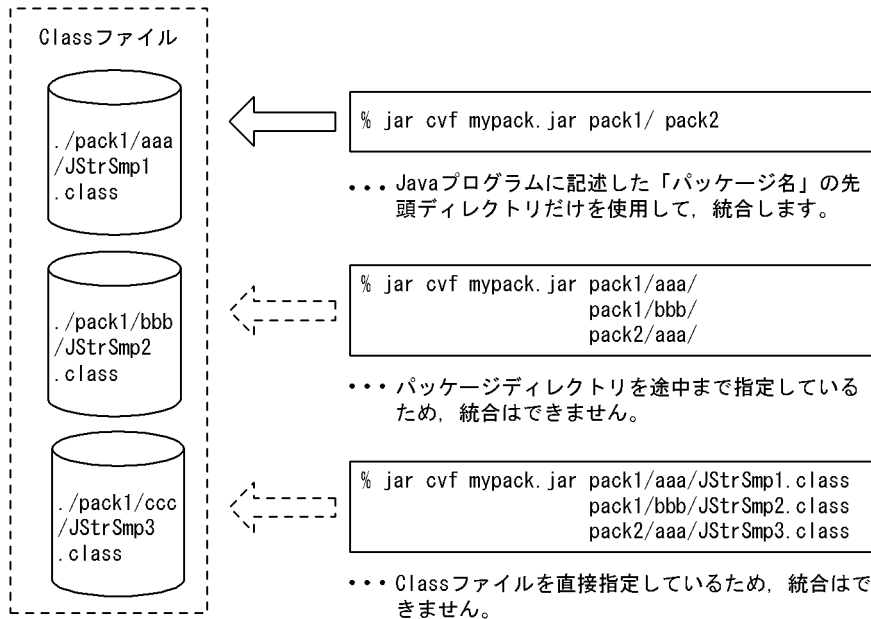 Classファイル
./pack1/aaa
/JStrSmp1
.class
./pack1/bbb
/JStrSmp2
.class
./pack1/ccc
/JStrSmp3
.class
% jar cvf mypack.jar pack1/ pack2
･･･ Javaプログラムに記述した「パッケージ名」の先
頭ディレクトリだけを使用して，統合します。
% jar cvf mypack.jar pack1/aaa/
pack1/bbb/
pack2/aaa/
･･･ パッケージディレクトリを途中まで指定している
ため，統合はできません。
% jar cvf mypack.jar pack1/aaa/JStrSmp1.class
pack1/bbb/JStrSmp2.class
pack2/aaa/JStrSmp3.class
･･･ Classファイルを直接指定しているため，統合はで
きません。